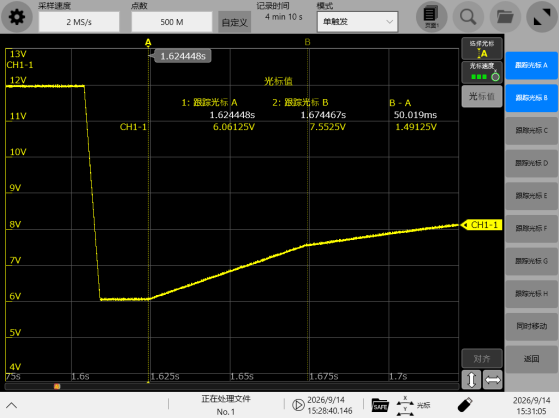 采样速度
点数
记录时间
模式
2 MS/s
500 M
自定义
4 min 10 s
单触发
页面1
A
B
1.624448s
13V
CH1-1
12V
11V
10V
9V
8V
7V
6V
5V
4V
光标值
1: 跟踪光标 A
2: 跟踪光标 B
B - A
1.624448s
1.674467s
50.019ms
CH1-1
6.06125V
7.5525V
1.49125V
CH1-1
75s
1.6s
1.625s
1.65s
1.675s
1.7s
选择光标
A
光标速度
光标值
对齐
跟踪光标 A
跟踪光标 B
跟踪光标 C
跟踪光标 D
跟踪光标 E
跟踪光标 F
跟踪光标 G
跟踪光标 H
同时移动
返回
正在处理文件
No. 1
2026/9/14
15:28:40.146
SAFE
X
Y
光标
2026/9/14
15:31:05